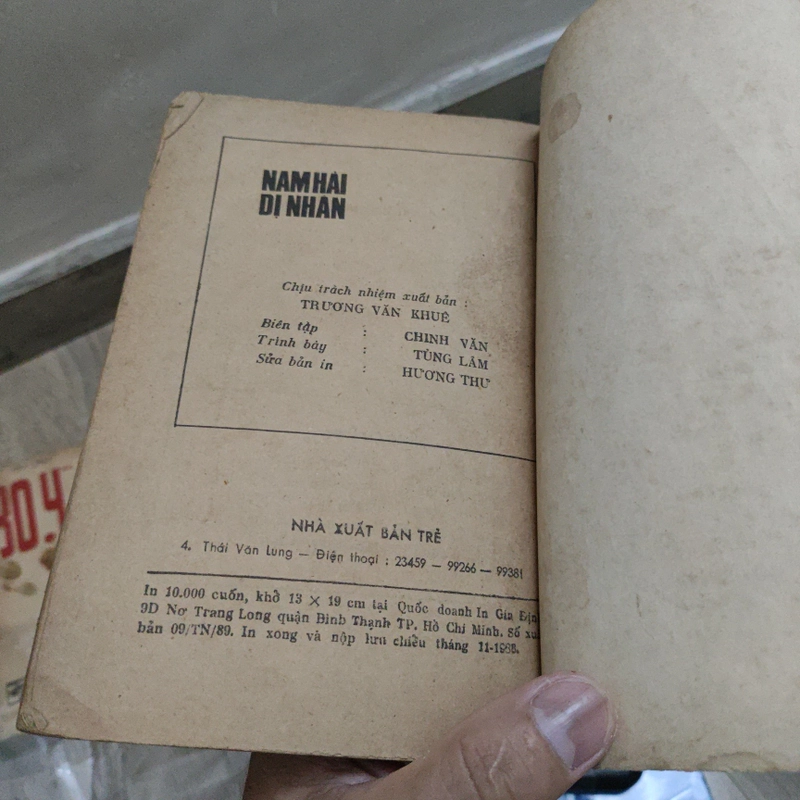 NAM HẢI
DỊ NHÂN
Chịu trách nhiệm xuất bản :
TRƯƠNG VĂN KHUÊ
Biên tập : CHINH VĂN
Trình bày : TÙNG LÂM
Sửa bản in : HƯƠNG THƯ
NHÀ XUẤT BẢN TRẺ
4, Thái Văn Lung — Điện thoại : 23459 — 99266 — 99381
In 10.000 cuốn, khổ 13 × 19 cm tại Quốc doanh In Gia Định
9D Nơ Trang Long quận Bình Thạnh TP. Hồ Chí Minh. Số xuất
bản 09/TN/89. In xong và nộp lưu chiểu tháng 11-1988.
30.4